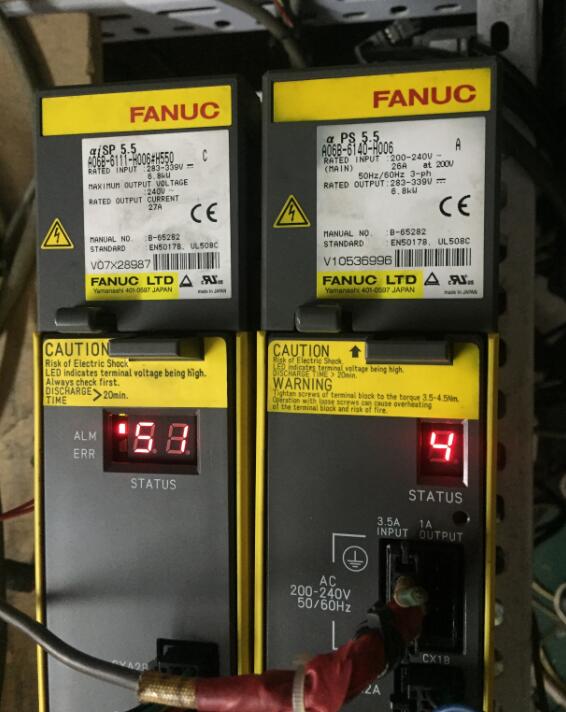 FANUC
αiSP 5.5
A06B-6111-H006#H550 C
RATED INPUT :283-339V
6.8kW
MAXIMUM OUTPUT VOLTAGE
240V~
RATED OUTPUT CURRENT
27A
CE
MANUAL NO. : B-65282
STANDARD : EN50178, UL508C
V07X28987
FANUC LTD
Yamanashi 401-0597 JAPAN
made in JAPAN
CAUTION
Risk of Electric Shock.
LED indicates terminal voltage being high.
Always check first.
DISCHARGE >20min.
TIME
ALM
ERR
51
STATUS
CXA2B
FANUC
α PS 5.5
A06B-6140-H006 A
RATED INPUT :200-240V~
(MAIN) 26A at 200V
50Hz/60Hz 3-ph
RATED OUTPUT :283-339V
6.8kW
CE
MANUAL NO. : B-65282
STANDARD : EN50178, UL508C
V10536996
FANUC LTD
Yamanashi 401-0597 JAPAN
made in JAPAN
CAUTION
Risk of Electric Shock.
LED indicates terminal voltage being high.
DISCHARGE TIME > 20min.
WARNING
Tighten screws of terminal block to the torque 3.5-4.5Nm.
Operation with loose screws can cause overheating
of the terminal block and risk of fire.
4
STATUS
3.5A 1A
INPUT OUTPUT
AC
200-240V
50/60Hz
CX1B